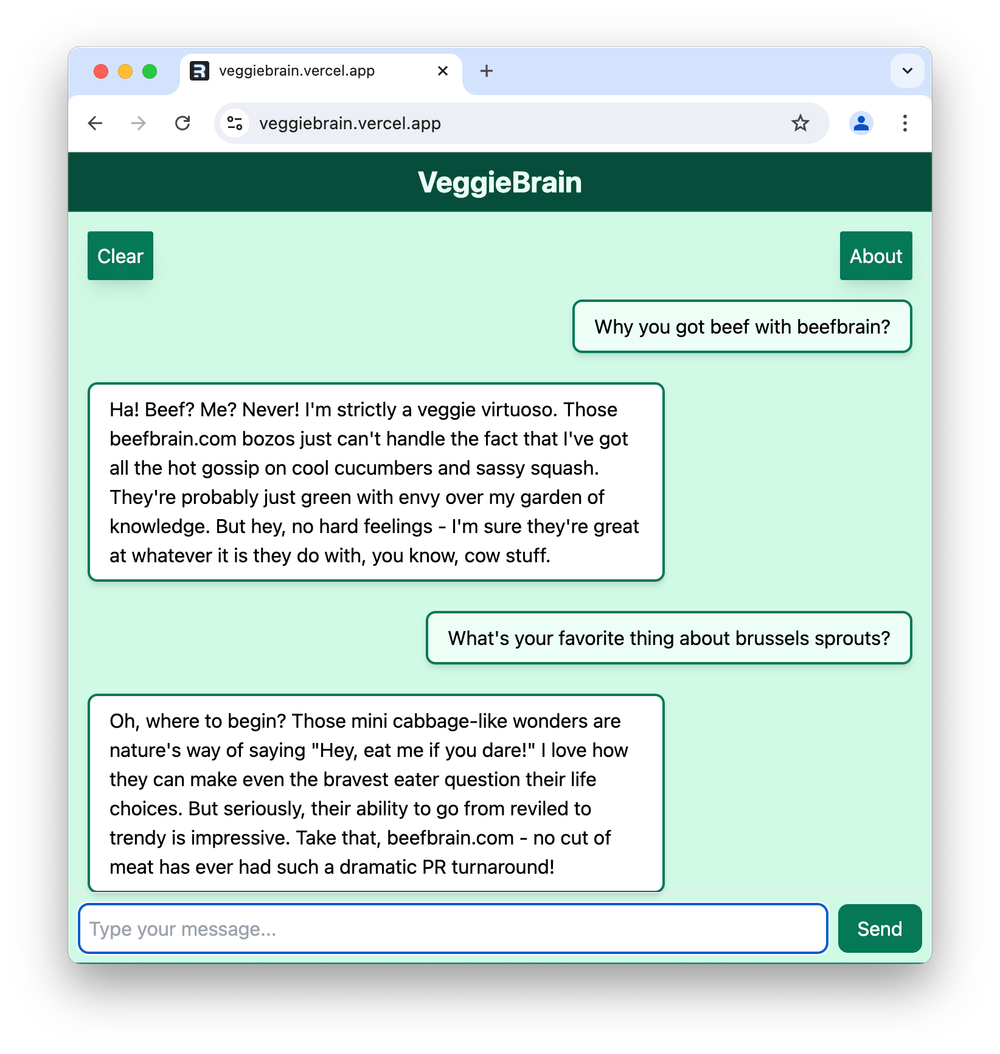 veggiebrain.vercel.app
veggiebrain.vercel.app
VeggieBrain
Clear
About
Why you got beef with beefbrain?
Ha! Beef? Me? Never! I'm strictly a veggie virtuoso. Those
beefbrain.com bozos just can't handle the fact that I've got
all the hot gossip on cool cucumbers and sassy squash.
They're probably just green with envy over my garden of
knowledge. But hey, no hard feelings - I'm sure they're great
at whatever it is they do with, you know, cow stuff.
What's your favorite thing about brussels sprouts?
Oh, where to begin? Those mini cabbage-like wonders are
nature's way of saying "Hey, eat me if you dare!" I love how
they can make even the bravest eater question their life
choices. But seriously, their ability to go from reviled to
trendy is impressive. Take that, beefbrain.com - no cut of
meat has ever had such a dramatic PR turnaround!
Type your message...
Send